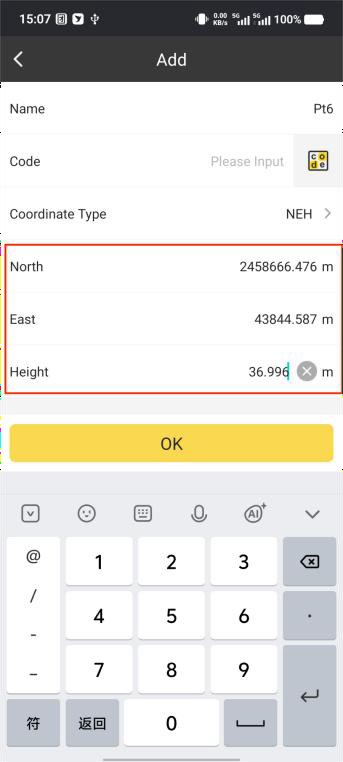 15:07 0.00 KB/s 5G 5G 100%
Add
Name Pt6
Code Please Input code
Coordinate Type NEH
North 2458666.476 m
East 43844.587 m
Height 36.996 m
OK
AI
@ 1 2 3
/ 4 5 6 .
-
_ 7 8 9
符 返回 0